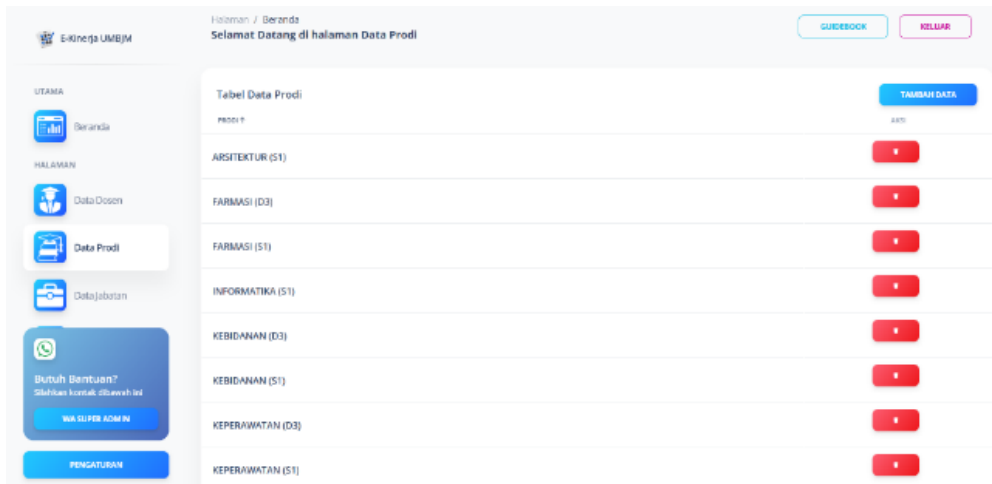 E-Kinerja UMBJM
Halaman / Beranda
Selamat Datang di halaman Data Prodi
GUIDEBOOK
KELUAR
UTAMA
Beranda
HALAMAN
Data Dosen
Data Prodi
Data Jabatan
Butuh Bantuan?
Silahkan kontak dibawah ini
WA SUPER ADMIN
PENGATURAN
Tabel Data Prodi
TAMBAH DATA
PRODI ↑
AKSI
ARSITEKTUR (S1)
FARMASI (D3)
FARMASI (S1)
INFORMATIKA (S1)
KEBIDANAN (D3)
KEBIDANAN (S1)
KEPERAWATAN (D3)
KEPERAWATAN (S1)